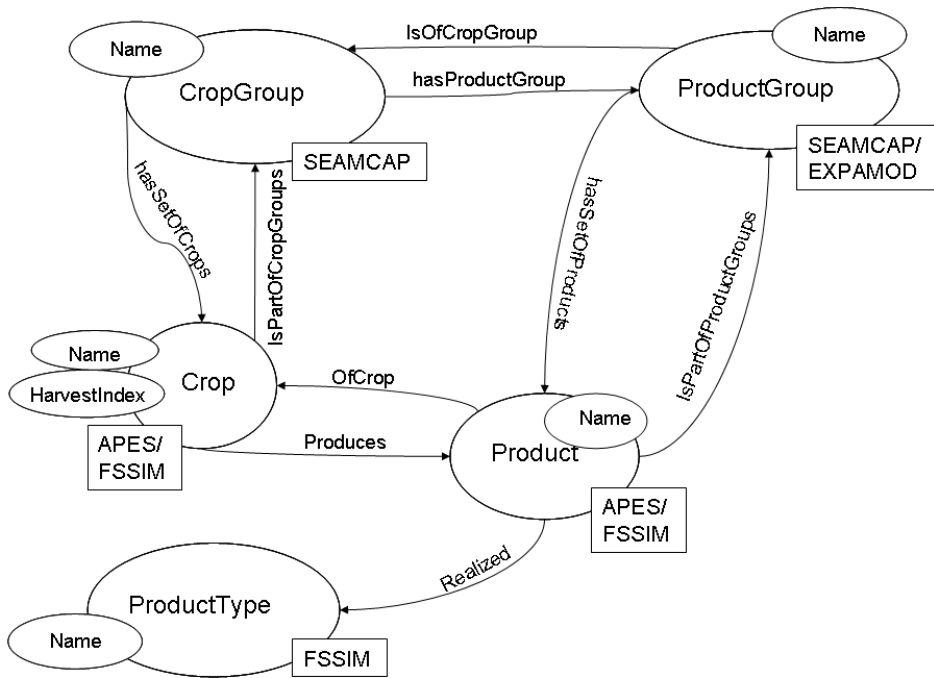 Name
IsOfCropGroup
Name
CropGroup
hasProductGroup
ProductGroup
SEAMCAP
SEAMCAP/
EXPAMOD
hasSetOfCrops
IsPartOfCropGroups
hasSetOfProducts
IsPartOfProductGroups
Name
Crop
HarvestIndex
OfCrop
Name
APES/
FSSIM
Produces
Product
APES/
FSSIM
Realized
ProductType
Name
FSSIM